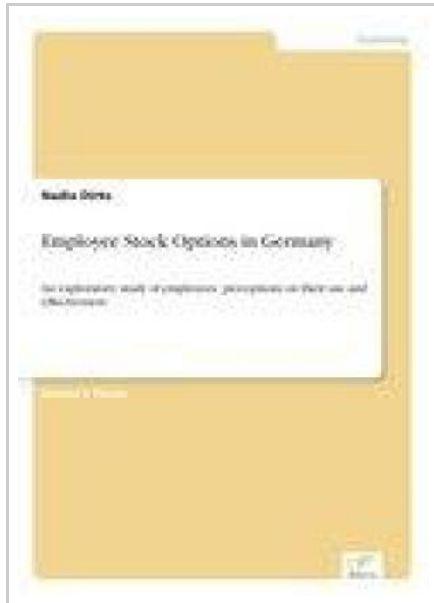 Nadia Dirks
Employee Stock Options in Germany
An exploratory study of employees' perceptions on their use and
effectiveness